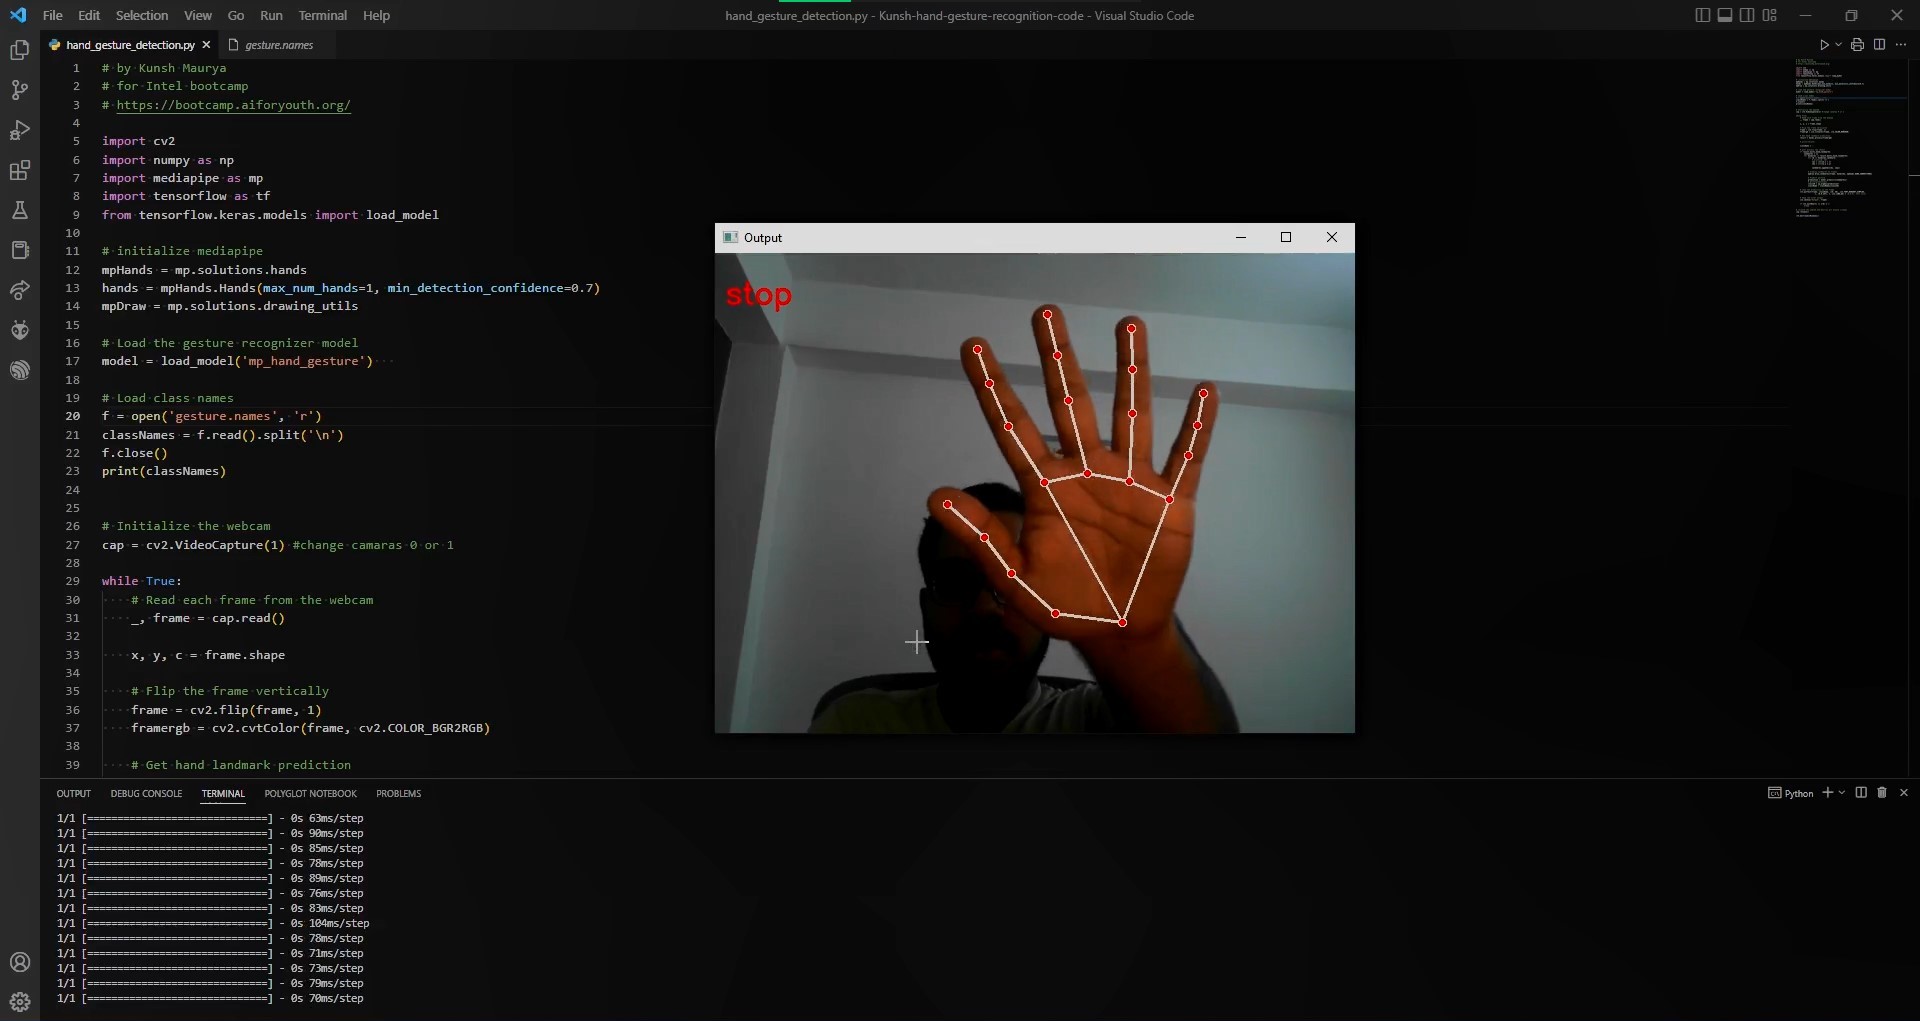 File Edit Selection View Go Run Terminal Help
hand_gesture_detection.py - Kunsh-hand-gesture-recognition-code - Visual Studio Code
hand_gesture_detection.py
gesture.names
1 # by Kunsh Maurya
2 # for Intel bootcamp
3 # https://bootcamp.aiforyouth.org/
4
5 import cv2
6 import numpy as np
7 import mediapipe as mp
8 import tensorflow as tf
9 from tensorflow.keras.models import load_model
10
11 # initialize mediapipe
12 mpHands = mp.solutions.hands
13 hands = mpHands.Hands(max_num_hands=1, min_detection_confidence=0.7)
14 mpDraw = mp.solutions.drawing_utils
15
16 # Load the gesture recognizer model
17 model = load_model('mp_hand_gesture')
18
19 # Load class names
20 f = open('gesture.names', 'r')
21 classNames = f.read().split('\n')
22 f.close()
23 print(classNames)
24
25
26 # Initialize the webcam
27 cap = cv2.VideoCapture(1) #change camaras 0 or 1
28
29 while True:
30 # Read each frame from the webcam
31 _, frame = cap.read()
32
33 x, y, c = frame.shape
34
35 # Flip the frame vertically
36 frame = cv2.flip(frame, 1)
37 framergb = cv2.cvtColor(frame, cv2.COLOR_BGR2RGB)
38
39 # Get hand landmark prediction
Output
stop
OUTPUT DEBUG CONSOLE TERMINAL POLYGLOT NOTEBOOK PROBLEMS
Python
1/1 [==============================] - 0s 63ms/step
1/1 [==============================] - 0s 90ms/step
1/1 [==============================] - 0s 85ms/step
1/1 [==============================] - 0s 78ms/step
1/1 [==============================] - 0s 89ms/step
1/1 [==============================] - 0s 76ms/step
1/1 [==============================] - 0s 83ms/step
1/1 [==============================] - 0s 104ms/step
1/1 [==============================] - 0s 78ms/step
1/1 [==============================] - 0s 71ms/step
1/1 [==============================] - 0s 73ms/step
1/1 [==============================] - 0s 79ms/step
1/1 [==============================] - 0s 70ms/step